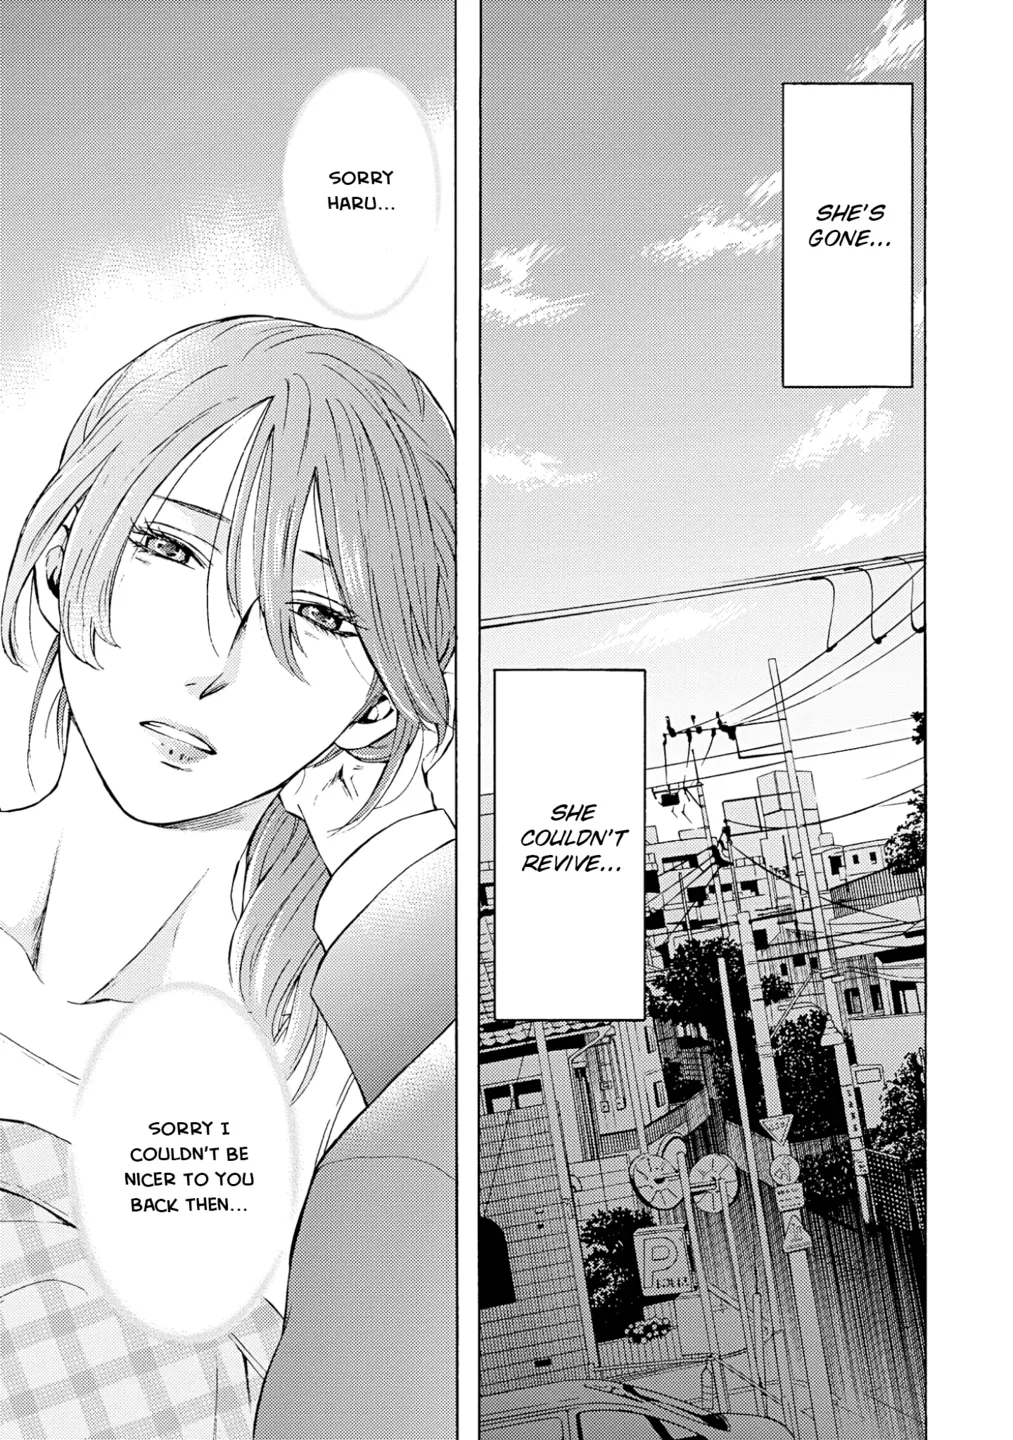 SHE'S
GONE...
SHE
COULDN'T
REVIVE...
P
SORRY
HARU...
SORRY I
COULDN'T BE
NICER TO YOU
BACK THEN...